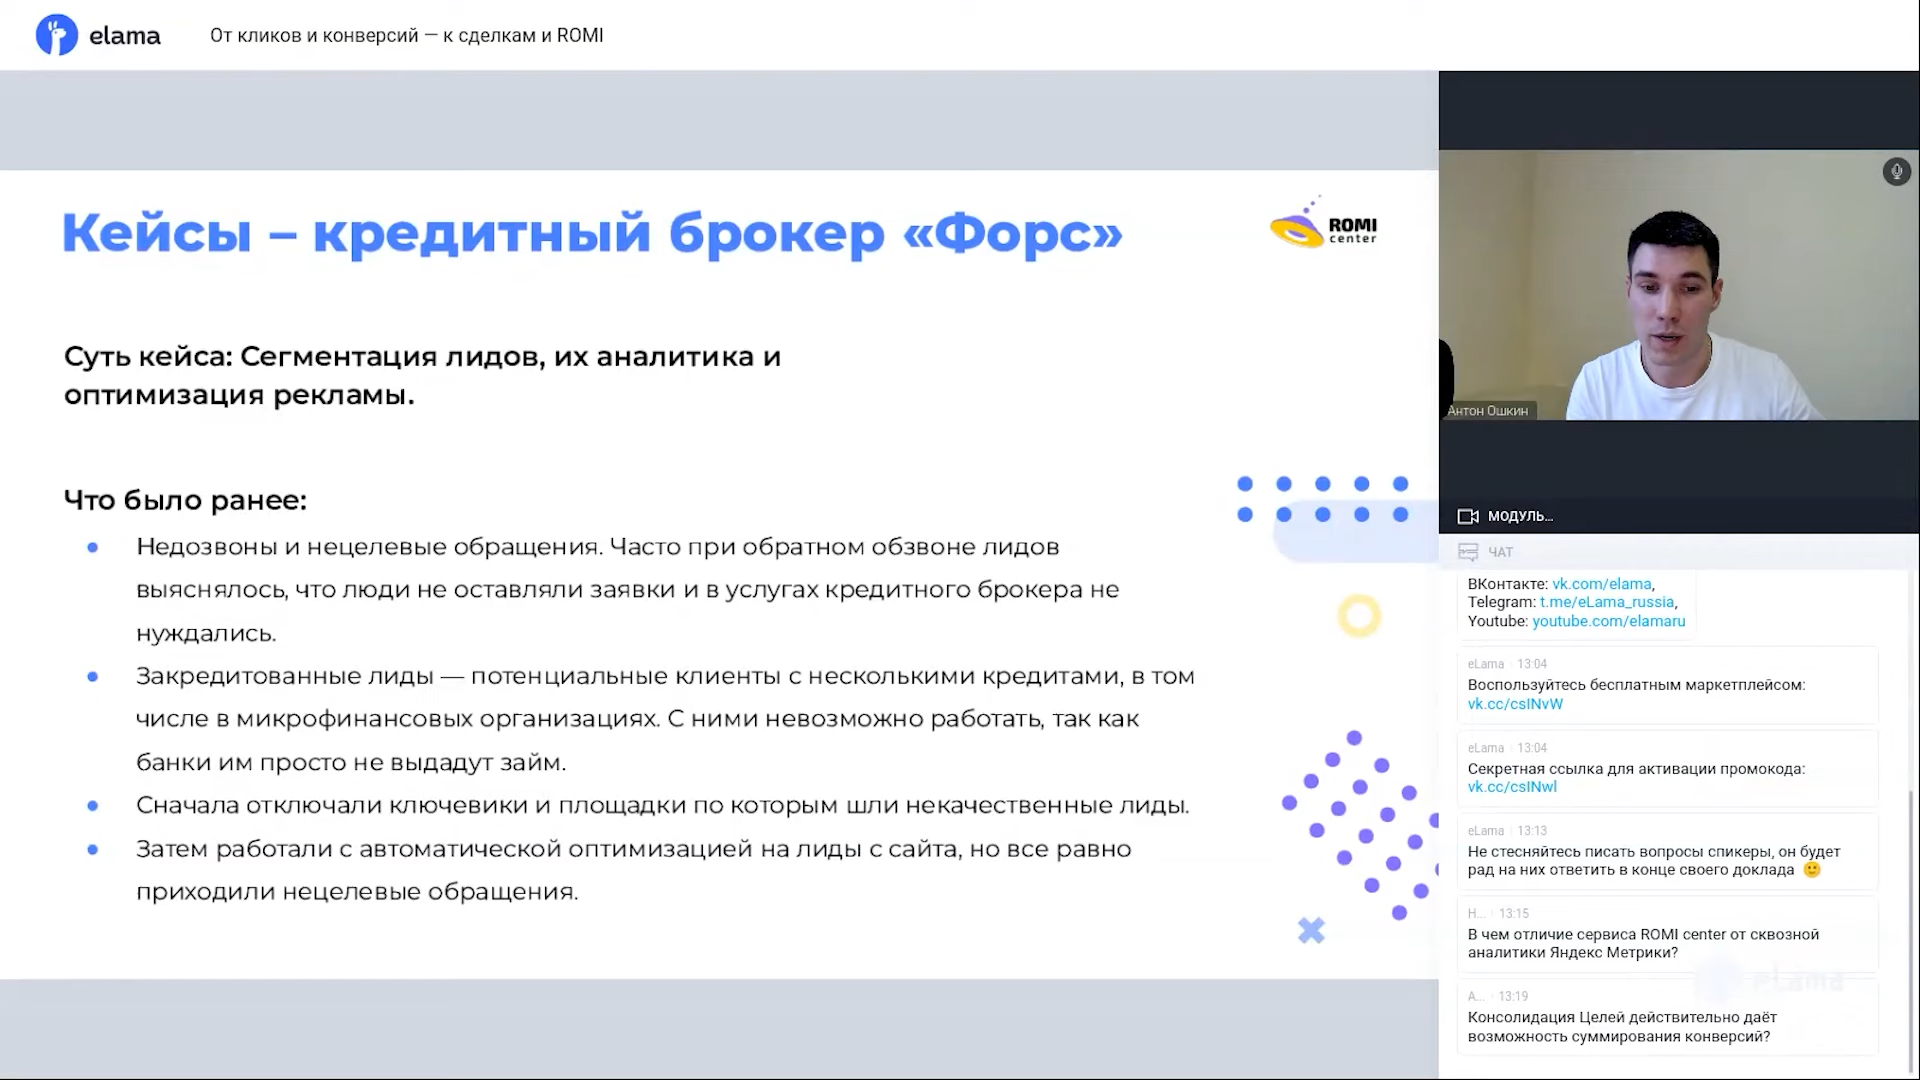 elama
От кликов и конверсий — к сделкам и ROMI
Кейсы – кредитный брокер «Форс»
ROMI
center
Суть кейса: Сегментация лидов, их аналитика и
оптимизация рекламы.
Что было ранее:
Недозвоны и нецелевые обращения. Часто при обратном обзвоне лидов
выяснялось, что люди не оставляли заявки и в услугах кредитного брокера не
нуждались.
Закредитованные лиды — потенциальные клиенты с несколькими кредитами, в том
числе в микрофинансовых организациях. С ними невозможно работать, так как
банки им просто не выдадут займ.
Сначала отключали ключевики и площадки по которым шли некачественные лиды.
Затем работали с автоматической оптимизацией на лиды с сайта, но все равно
приходили нецелевые обращения.
Антон Ошкин
МОДУЛЬ...
ЧАТ
ВКонтакте: vk.com/elama,
Telegram: t.me/eLama_russia,
Youtube: youtube.com/elamaru
eLama 13:04
Воспользуйтесь бесплатным маркетплейсом:
vk.cc/csINvW
eLama 13:04
Секретная ссылка для активации промокода:
vk.cc/csINwl
eLama 13:13
Не стесняйтесь писать вопросы спикеры, он будет
рад на них ответить в конце своего доклада 🙂
Н... 13:15
В чем отличие сервиса ROMI center от сквозной
аналитики Яндекс Метрики?
eLama
А... 13:19
Консолидация Целей действительно даёт
возможность суммирования конверсий?